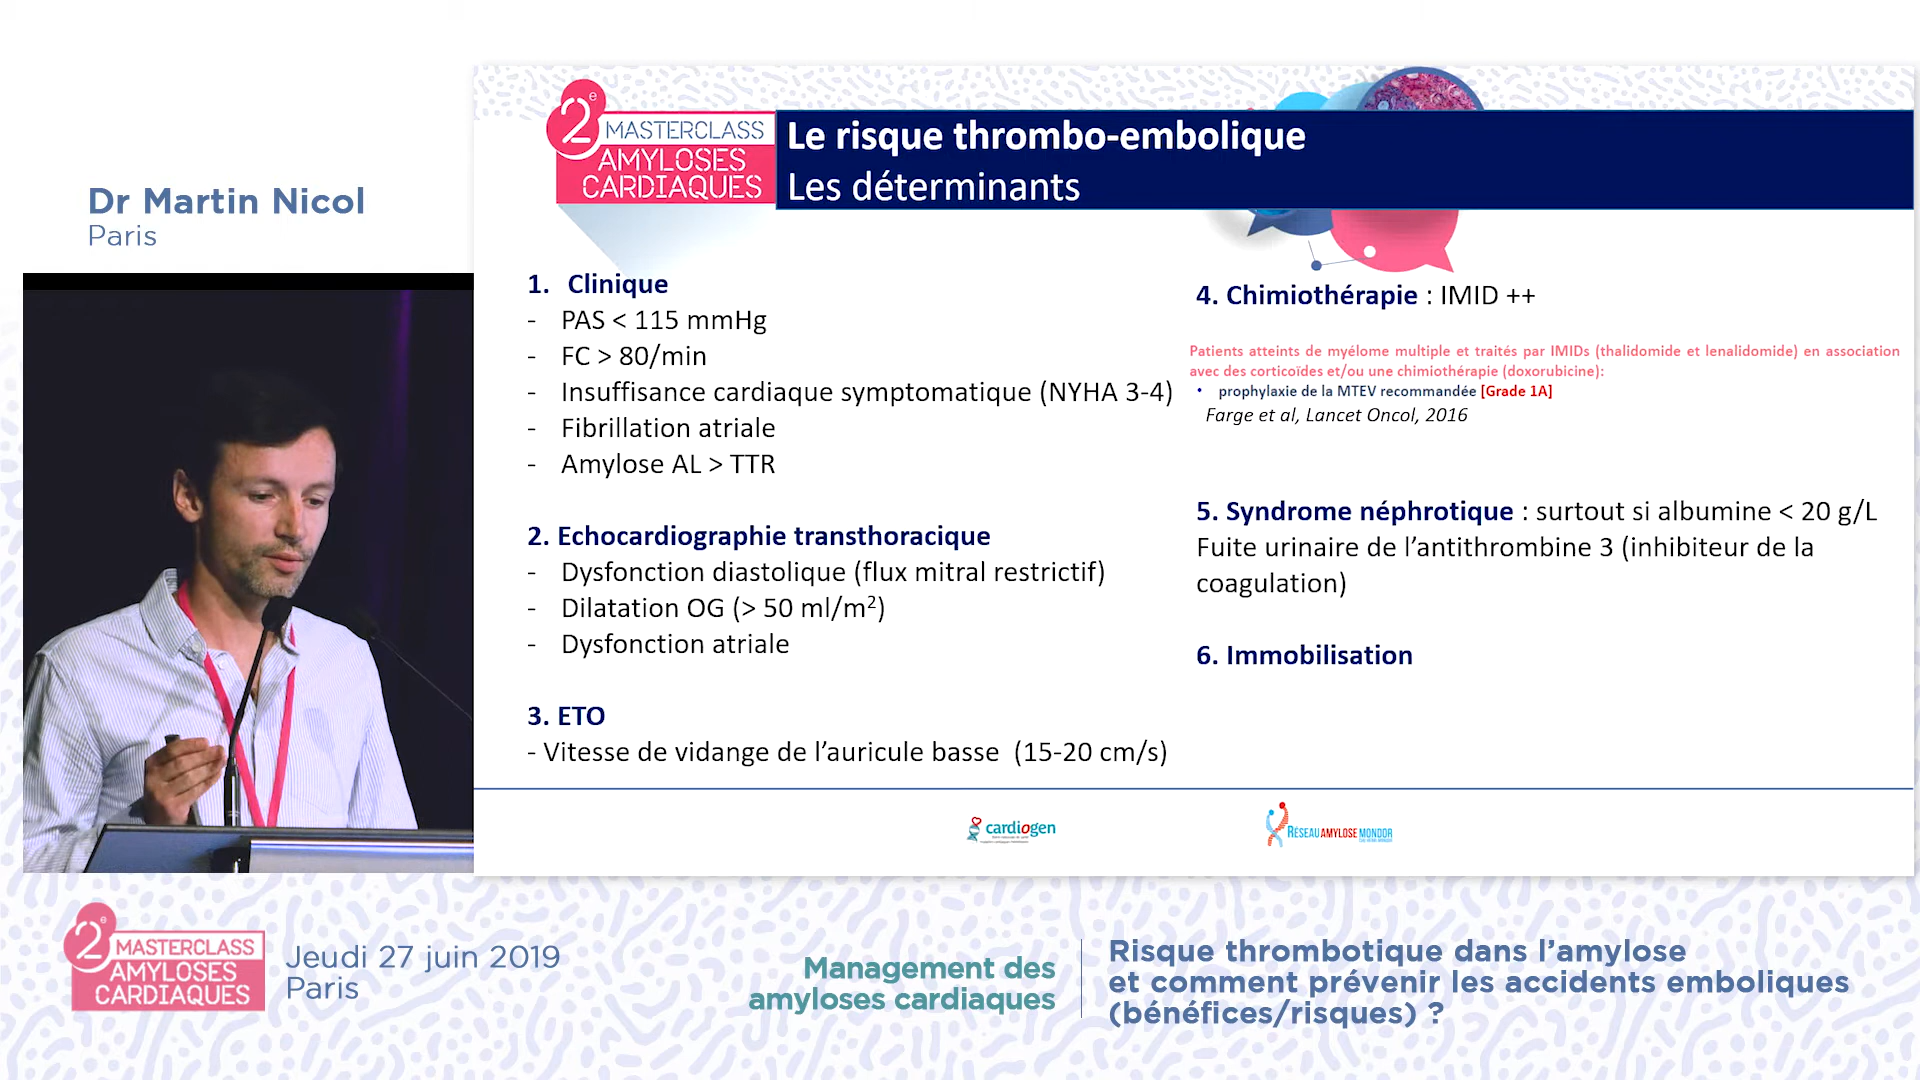 Dr Martin Nicol
Paris
2e
MASTERCLASS
AMYLOSES
CARDIAQUES
Le risque thrombo-embolique
Les déterminants
1. Clinique
- PAS < 115 mmHg
- FC > 80/min
- Insuffisance cardiaque symptomatique (NYHA 3-4)
- Fibrillation atriale
- Amylose AL > TTR
2. Echocardiographie transthoracique
- Dysfonction diastolique (flux mitral restrictif)
- Dilatation OG (> 50 ml/m²)
- Dysfonction atriale
3. ETO
- Vitesse de vidange de l'auricule basse (15-20 cm/s)
4. Chimiothérapie : IMID ++
Patients atteints de myélome multiple et traités par IMIDs (thalidomide et lenalidomide) en association
avec des corticoïdes et/ou une chimiothérapie (doxorubicine):
• prophylaxie de la MTEV recommandée [Grade 1A]
Farge et al, Lancet Oncol, 2016
5. Syndrome néphrotique : surtout si albumine < 20 g/L
Fuite urinaire de l'antithrombine 3 (inhibiteur de la
coagulation)
6. Immobilisation
cardiogen
RÉSEAU AMYLOSE MONDOR
2e
MASTERCLASS
AMYLOSES
CARDIAQUES
Jeudi 27 juin 2019
Paris
Management des
amyloses cardiaques
Risque thrombotique dans l'amylose
et comment prévenir les accidents emboliques
(bénéfices/risques) ?